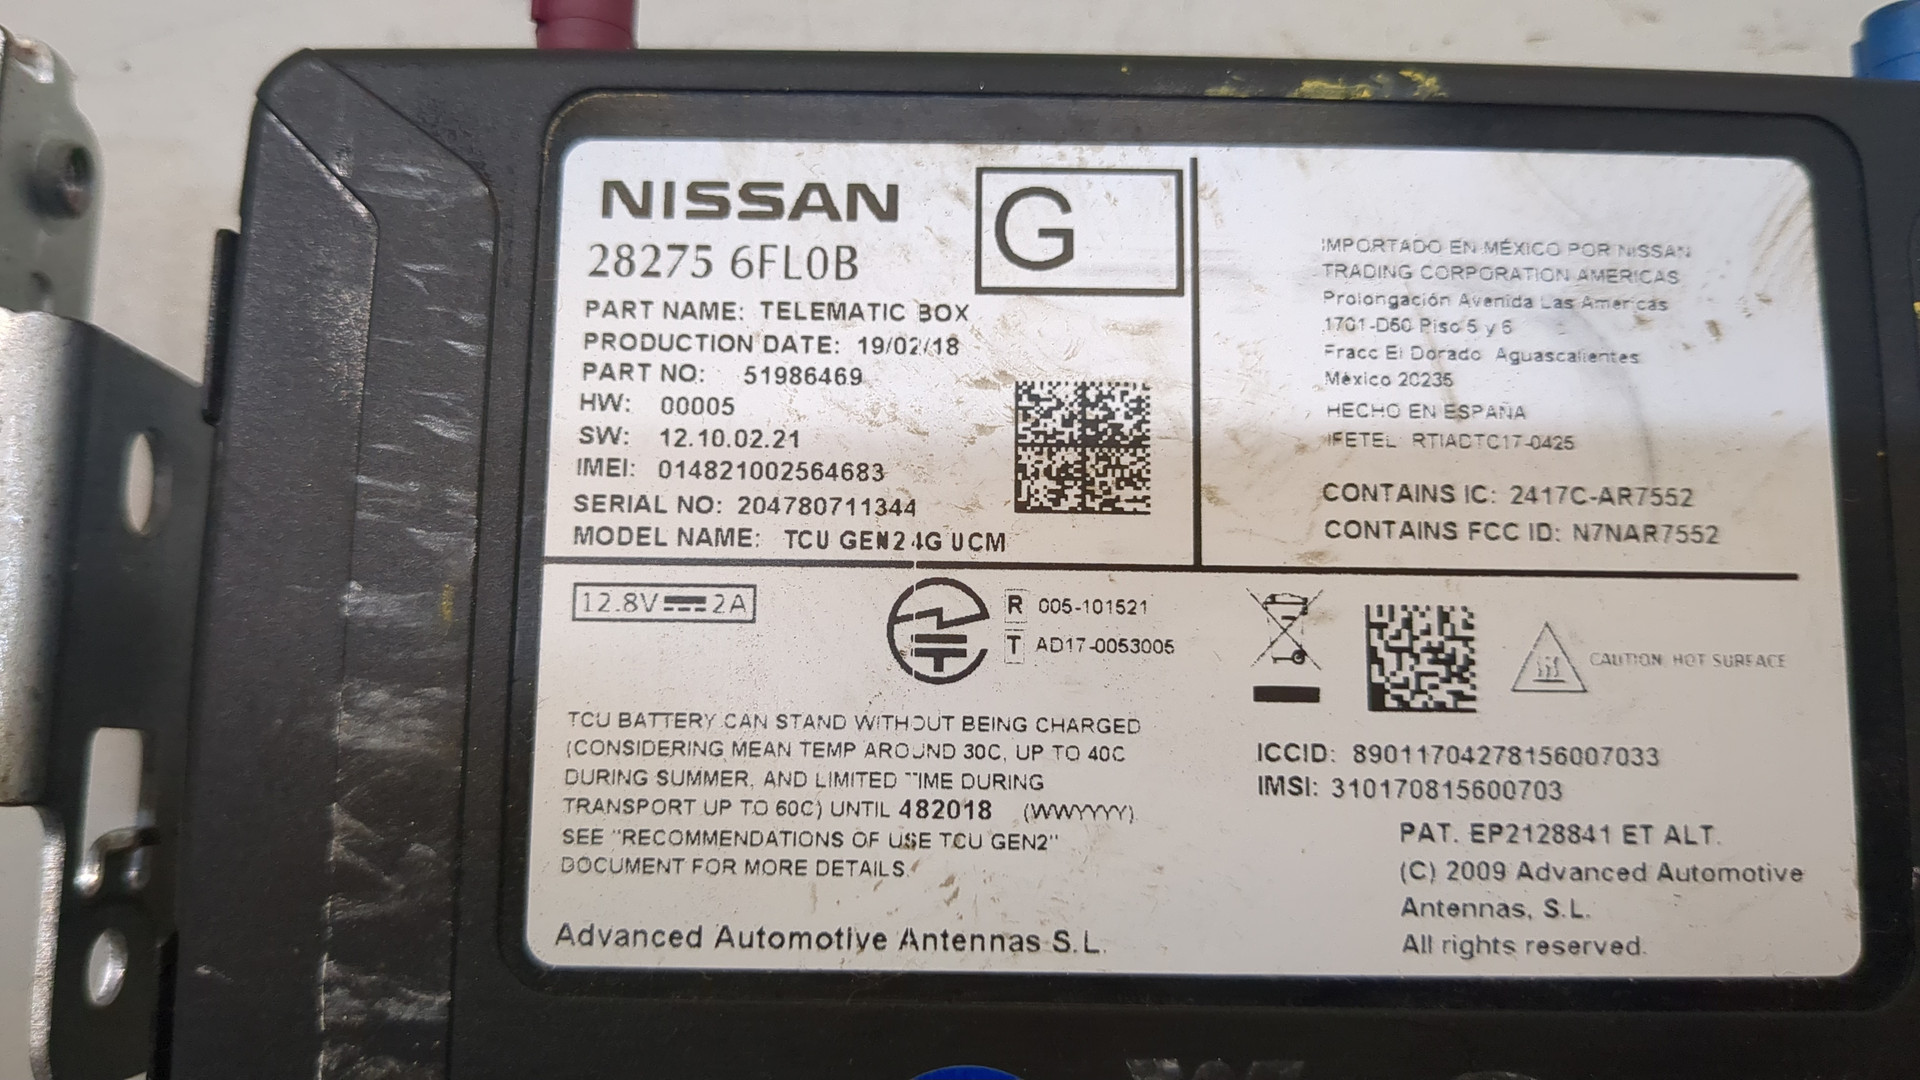 NISSAN
G
28275 6FL0B
PART NAME: TELEMATIC BOX
PRODUCTION DATE: 19/02/18
PART NO: 51986469
HW: 00005
SW: 12.10.02.21
IMEI: 014821002564683
SERIAL NO: 204780711344
MODEL NAME: TCU GEN2 4G UCM
IMPORTADO EN MÉXICO POR NISSAN
TRADING CORPORATION AMERICAS
Prolongación Avenida Las Americas
1701-D50 Piso 5 y 6
Fracc El Dorado Aguascalientes
México 20235
HECHO EN ESPAÑA
IFETEL: RTIADTC17-0425
CONTAINS IC: 2417C-AR7552
CONTAINS FCC ID: N7NAR7552
12.8V 2A
R 005-101521
T AD17-0053005
CAUTION HOT SURFACE
TCU BATTERY CAN STAND WITHOUT BEING CHARGED
(CONSIDERING MEAN TEMP AROUND 30C, UP TO 40C
DURING SUMMER, AND LIMITED TIME DURING
TRANSPORT UP TO 60C) UNTIL 482018 (WWYYYY)
SEE "RECOMMENDATIONS OF USE TCU GEN2"
DOCUMENT FOR MORE DETAILS.
Advanced Automotive Antennas S.L.
ICCID: 89011704278156007033
IMSI: 310170815600703
PAT. EP2128841 ET ALT.
(C) 2009 Advanced Automotive
Antennas, S.L.
All rights reserved.